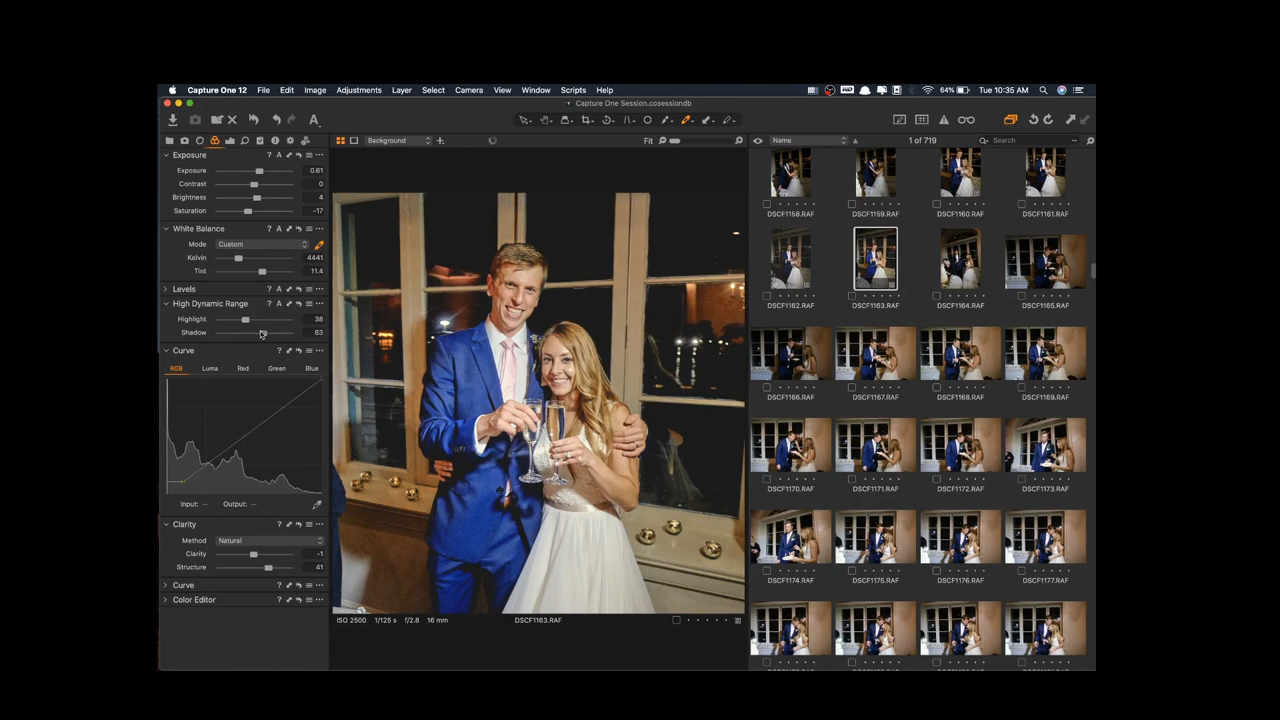 Capture One 12 File Edit Image Adjustments Layer Select Camera View Window Scripts Help 64% Tue 10:35 AM
Capture One Session.cosessiondb
Background Fit Name 1 of 719 Search
Exposure ? A
Exposure 0.61
Contrast 0
Brightness 4
Saturation -17
White Balance ? A
Mode Custom
Kelvin 4441
Tint 11.4
Levels ? A
High Dynamic Range ? A
Highlight 38
Shadow 63
Curve ?
RGB Luma Red Green Blue
Input: -- Output: --
Clarity ?
Method Natural
Clarity -1
Structure 41
Curve ?
Color Editor ?
ISO 2500 1/125 s f/2.8 16 mm DSCF1163.RAF
DSCF1158.RAF DSCF1159.RAF DSCF1160.RAF DSCF1161.RAF
DSCF1162.RAF DSCF1163.RAF DSCF1164.RAF DSCF1165.RAF
DSCF1166.RAF DSCF1167.RAF DSCF1168.RAF DSCF1169.RAF
DSCF1170.RAF DSCF1171.RAF DSCF1172.RAF DSCF1173.RAF
DSCF1174.RAF DSCF1175.RAF DSCF1176.RAF DSCF1177.RAF